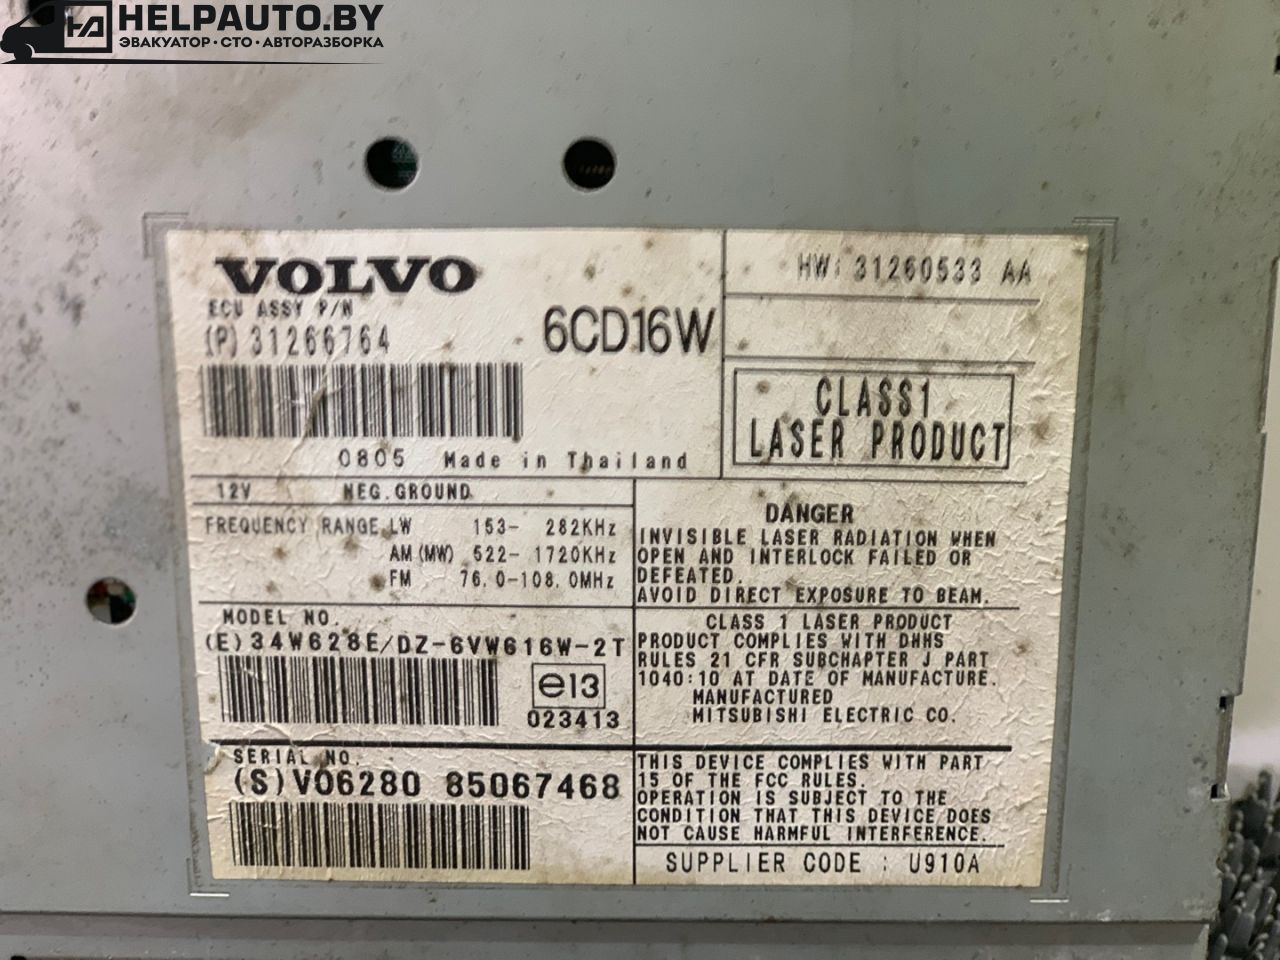 HELPAUTO.BY
ЭВАКУАТОР · СТО · АВТОРАЗБОРКА
VOLVO
ECU ASSY P/N
(P) 31266764
6CD16W
0805 Made in Thailand
HW: 31260533 AA
CLASS1
LASER PRODUCT
12V NEG.GROUND
FREQUENCY RANGE LW 153- 282KHz
AM (MW) 522- 1720KHz
FM 76.0-108.0MHz
DANGER
INVISIBLE LASER RADIATION WHEN
OPEN AND INTERLOCK FAILED OR
DEFEATED.
AVOID DIRECT EXPOSURE TO BEAM.
MODEL NO.
(E)34W628E/DZ-6VW616W-2T
e13
023413
CLASS 1 LASER PRODUCT
PRODUCT COMPLIES WITH DHHS
RULES 21 CFR SUBCHAPTER J PART
1040:10 AT DATE OF MANUFACTURE.
MANUFACTURED
MITSUBISHI ELECTRIC CO.
SERIAL NO.
(S)VO6280 85067468
THIS DEVICE COMPLIES WITH PART
15 OF THE FCC RULES.
OPERATION IS SUBJECT TO THE
CONDITION THAT THIS DEVICE DOES
NOT CAUSE HARMFUL INTERFERENCE.
SUPPLIER CODE : U910A